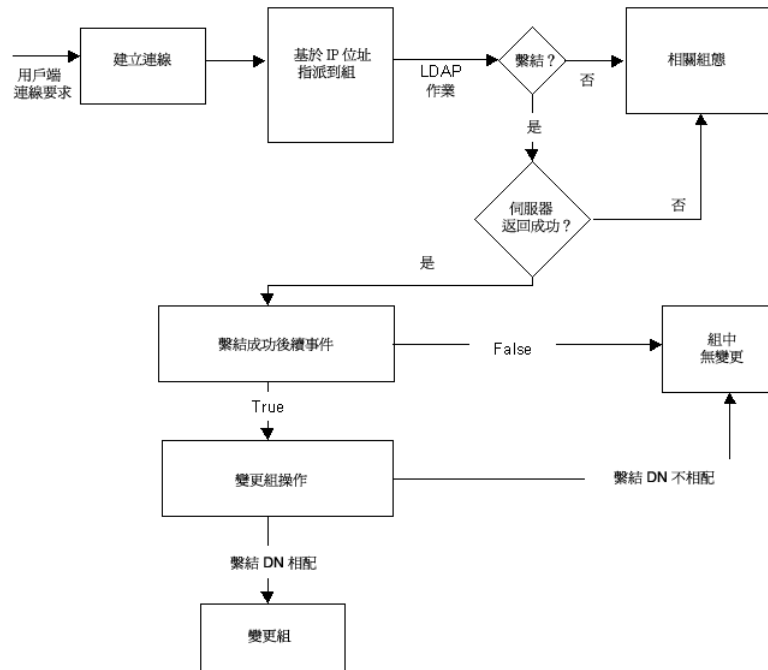 用戶端
連線要求
建立連線
基於 IP 位址
指派到組
LDAP
作業
繫結？
否
相關組態
是
伺服器
返回成功？
否
是
繫結成功後續事件
False
組中
無變更
True
變更組操作
繫結 DN 不相配
繫結 DN 相配
變更組